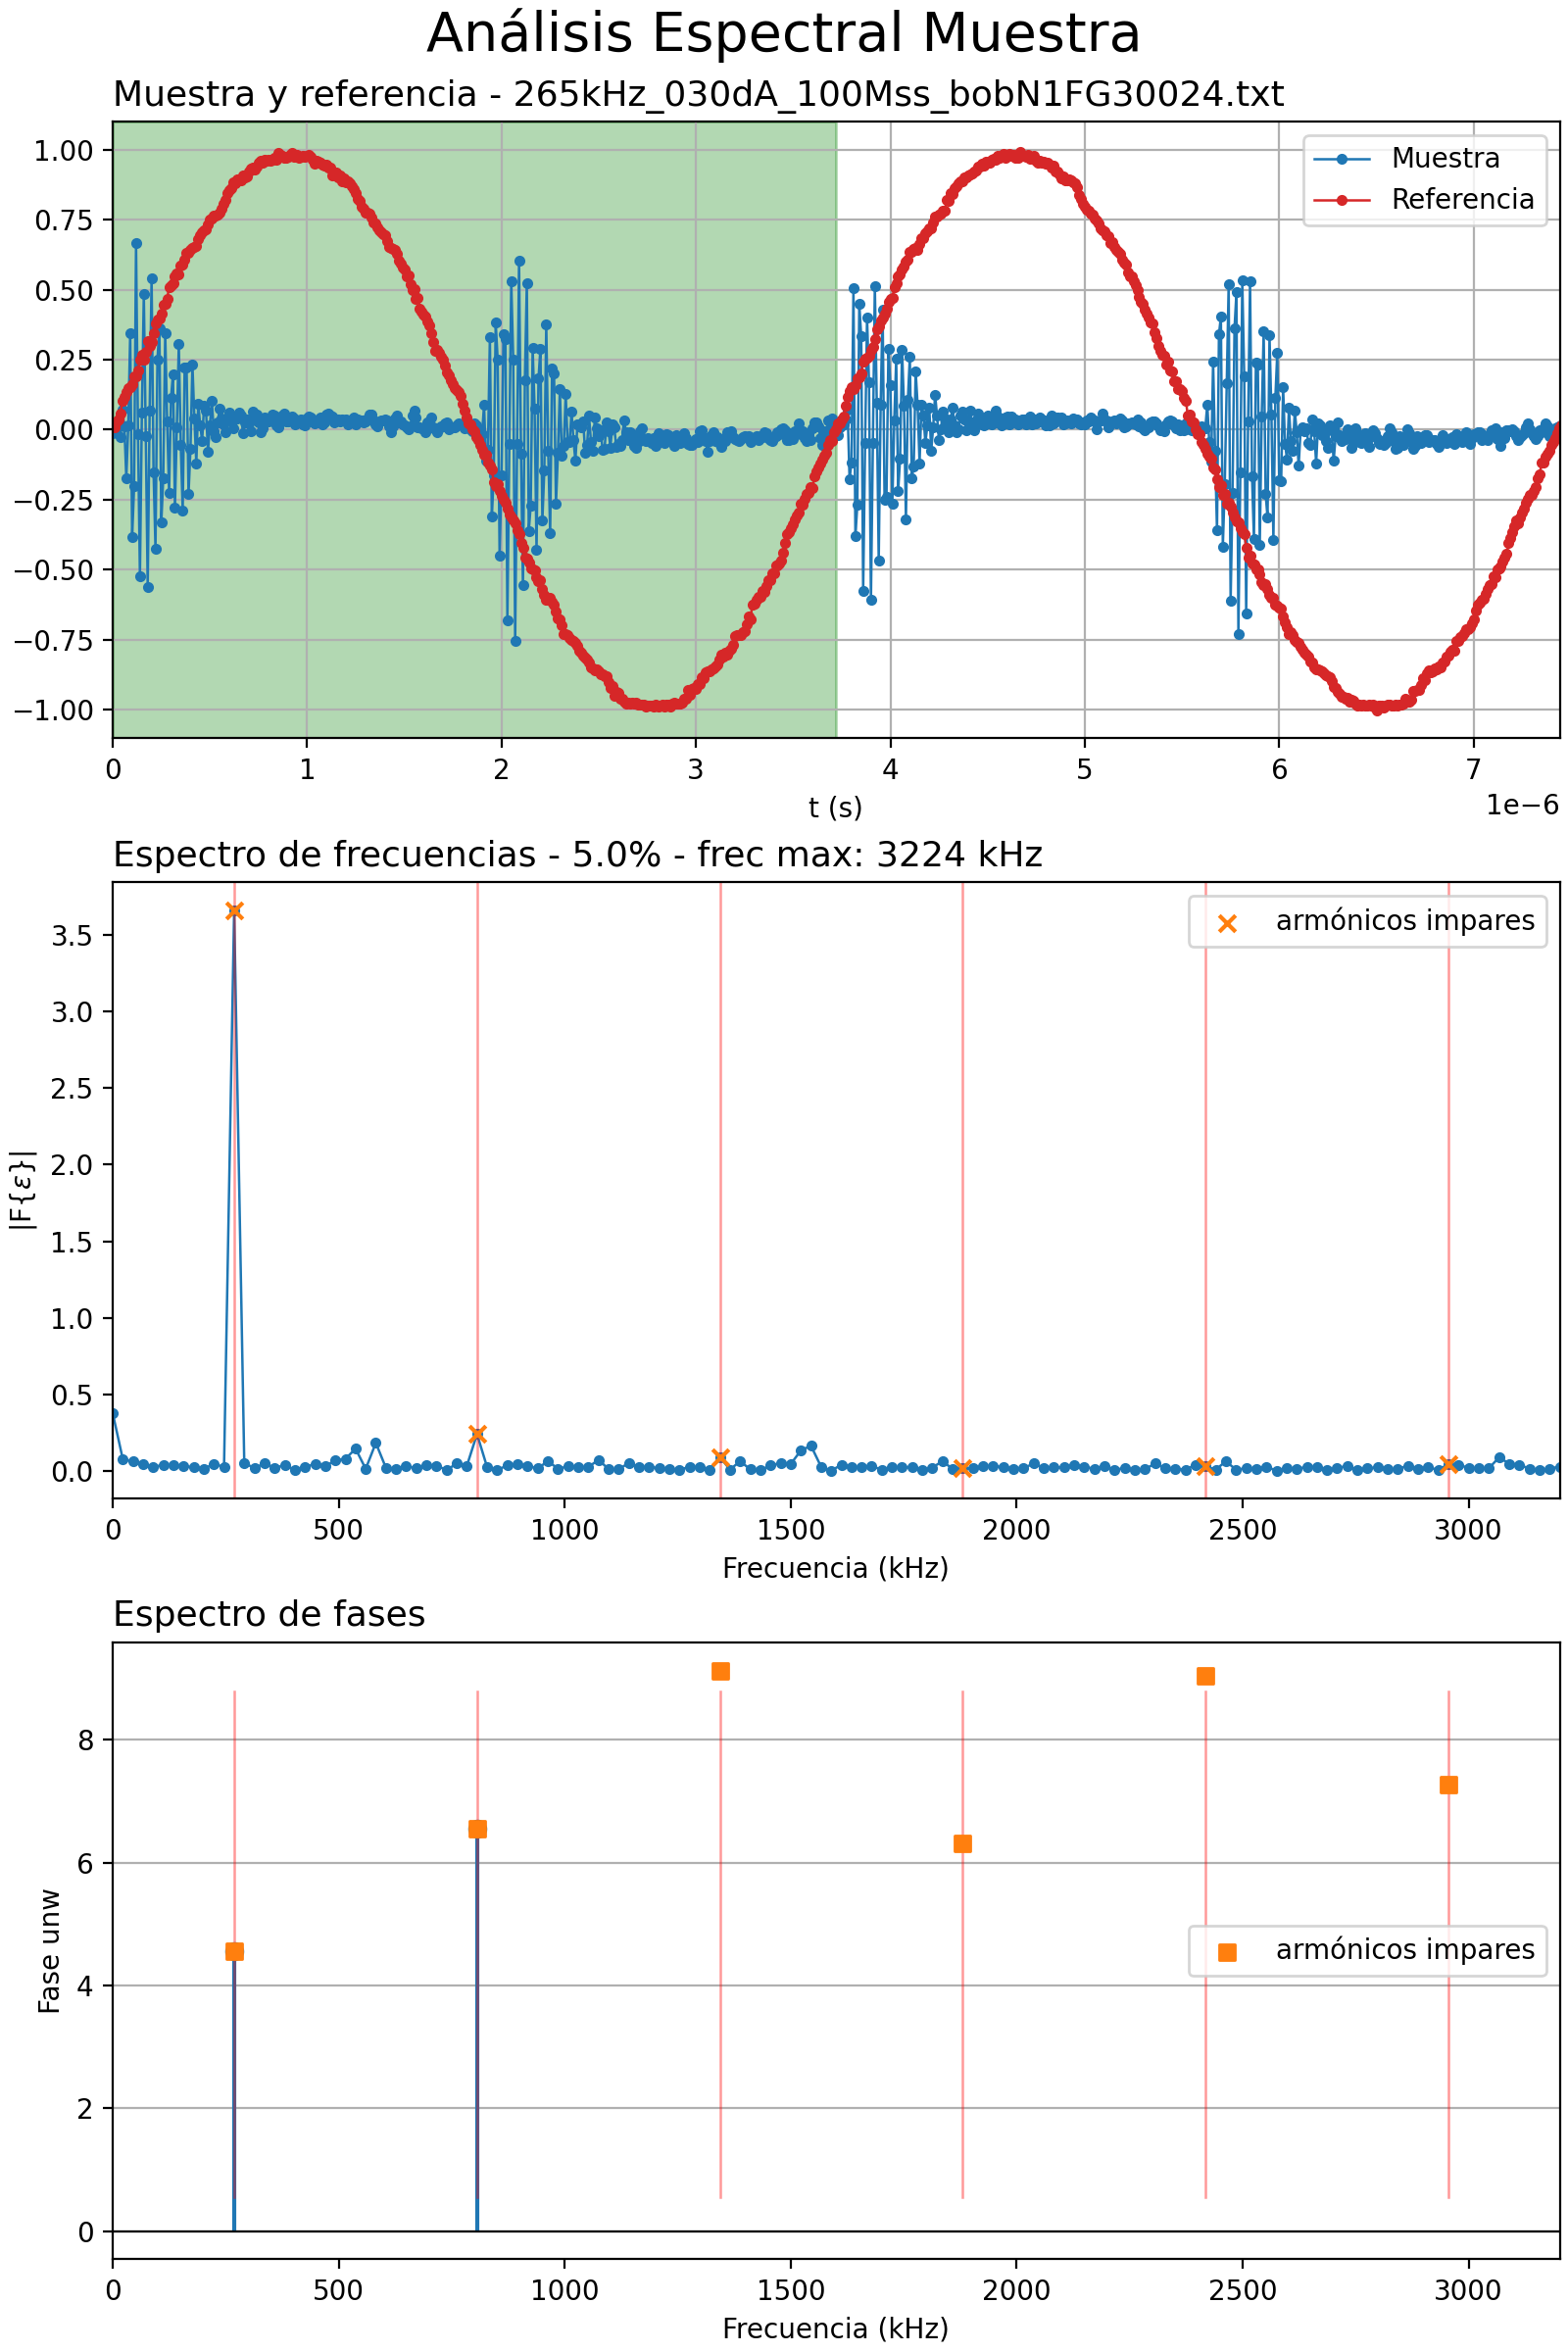 Análisis Espectral Muestra
Muestra y referencia - 265kHz_030dA_100Mss_bobN1FG30024.txt
1.00
0.75
0.50
0.25
0.00
−0.25
−0.50
−0.75
−1.00
Muestra
Referencia
0 1 2 3 4 5 6 7
1e−6
t (s)
Espectro de frecuencias - 5.0% - frec max: 3224 kHz
armónicos impares
3.5
3.0
2.5
2.0
1.5
1.0
0.5
0.0
|F{ε}|
0 500 1000 1500 2000 2500 3000
Frecuencia (kHz)
Espectro de fases
8
6
4
2
0
Fase unw
armónicos impares
0 500 1000 1500 2000 2500 3000
Frecuencia (kHz)